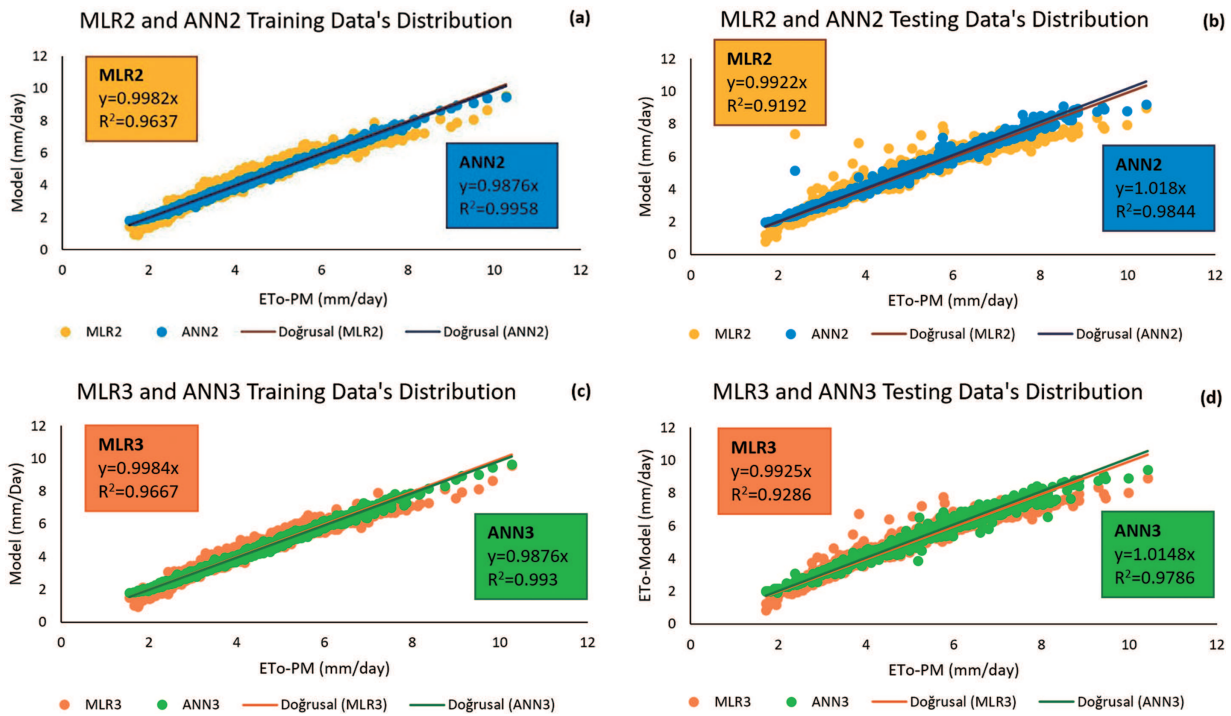 MLR2 and ANN2 Training Data's Distribution
(a)
Model (mm/day)
12
10
8
6
4
2
0
MLR2
y=0.9982x
R²=0.9637
ANN2
y=0.9876x
R²=0.9958
0 2 4 6 8 10 12
ETo-PM (mm/day)
MLR2 ANN2 Doğrusal (MLR2) Doğrusal (ANN2)
MLR2 and ANN2 Testing Data's Distribution
(b)
Model (mm/day)
12
10
8
6
4
2
0
MLR2
y=0.9922x
R²=0.9192
ANN2
y=1.018x
R²=0.9844
0 2 4 6 8 10 12
ETo-PM (mm/day)
MLR2 ANN2 Doğrusal (MLR2) Doğrusal (ANN2)
MLR3 and ANN3 Training Data's Distribution
(c)
Model (mm/Day)
12
10
8
6
4
2
0
MLR3
y=0.9984x
R²=0.9667
ANN3
y=0.9876x
R²=0.993
0 2 4 6 8 10 12
ETo-PM (mm/day)
MLR3 ANN3 Doğrusal (MLR3) Doğrusal (ANN3)
MLR3 and ANN3 Testing Data's Distribution
(d)
ETo-Model (mm/day)
12
10
8
6
4
2
0
MLR3
y=0.9925x
R²=0.9286
ANN3
y=1.0148x
R²=0.9786
0 2 4 6 8 10 12
ETo-PM (mm/day)
MLR3 ANN3 Doğrusal (MLR3) Doğrusal (ANN3)